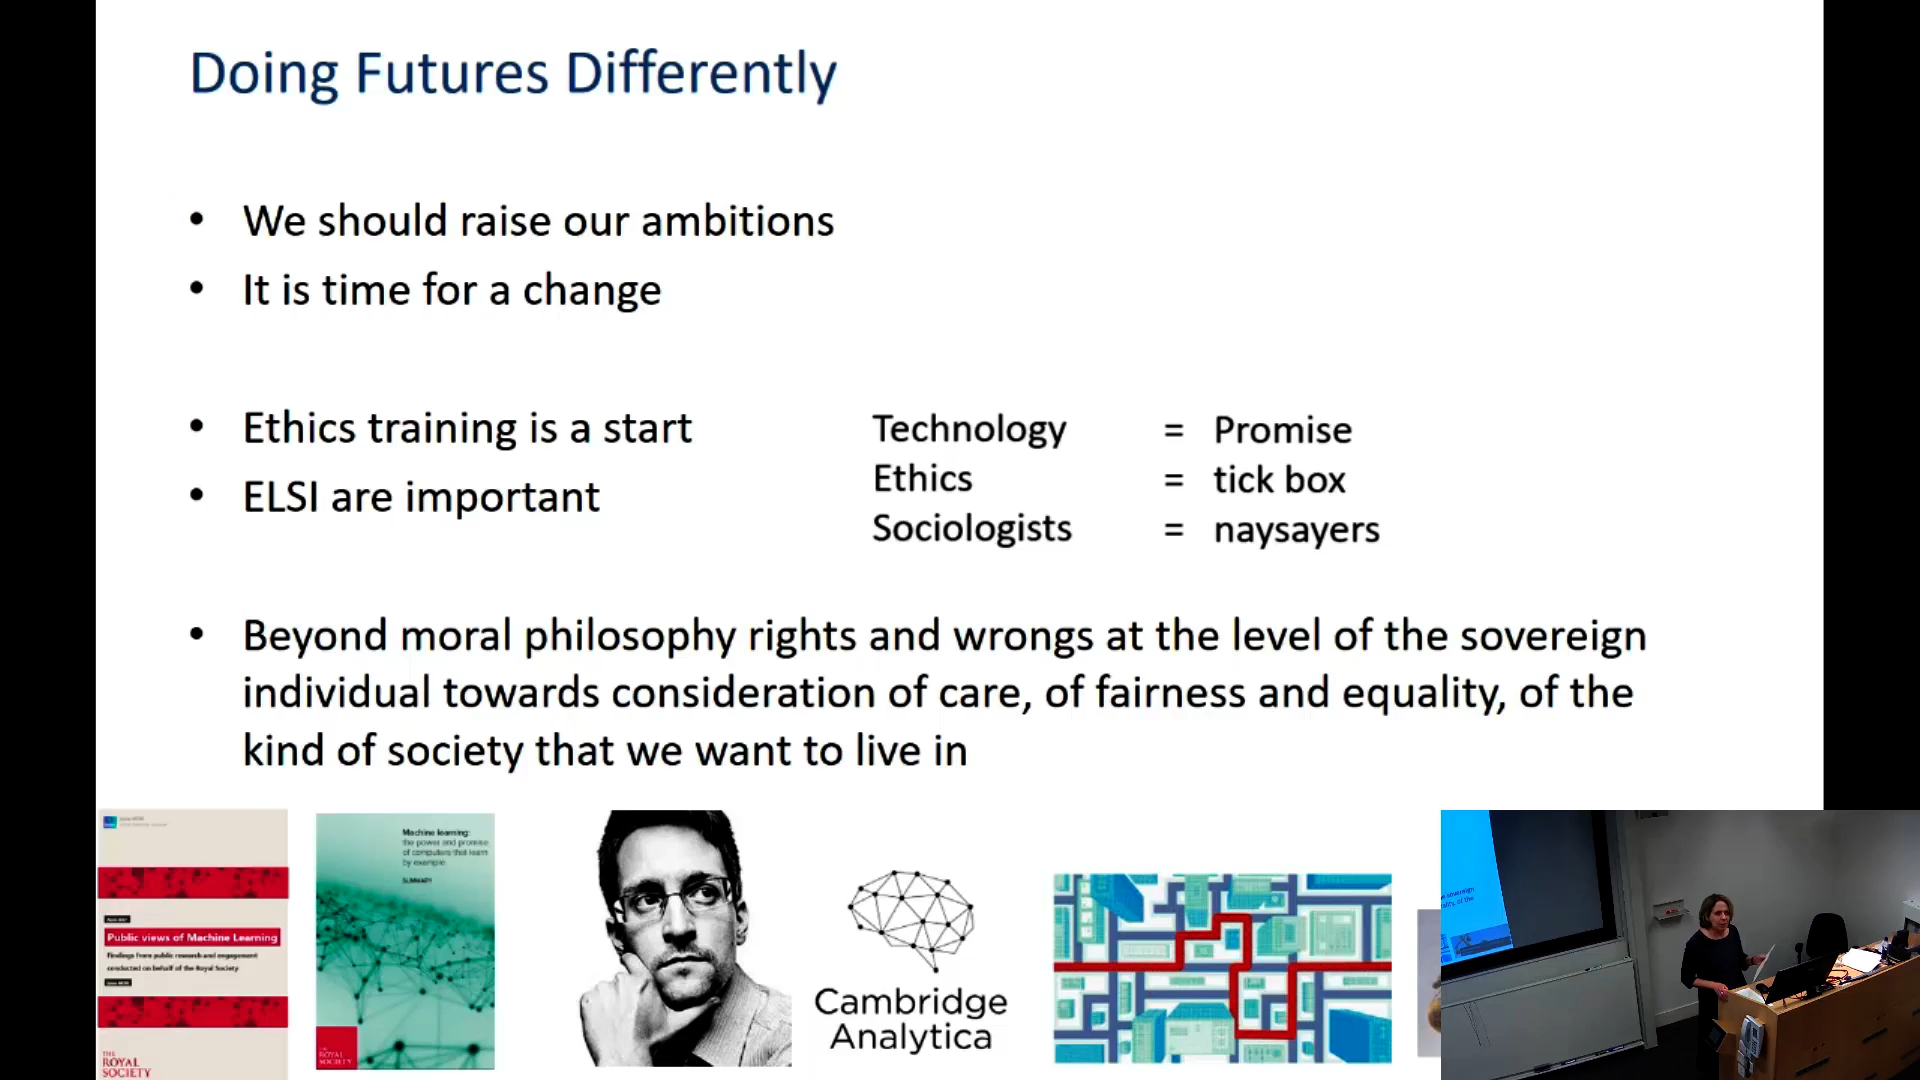 Doing Futures Differently
• We should raise our ambitions
• It is time for a change
• Ethics training is a start
• ELSI are important
Technology = Promise
Ethics = tick box
Sociologists = naysayers
• Beyond moral philosophy rights and wrongs at the level of the sovereign
individual towards consideration of care, of fairness and equality, of the
kind of society that we want to live in
Public views of Machine Learning
Findings from public research and engagement
conducted on behalf of the Royal Society
THE
ROYAL
SOCIETY
Machine learning:
the power and promise
of computers that learn
by example
SUMMARY
THE
ROYAL
SOCIETY
Cambridge
Analytica